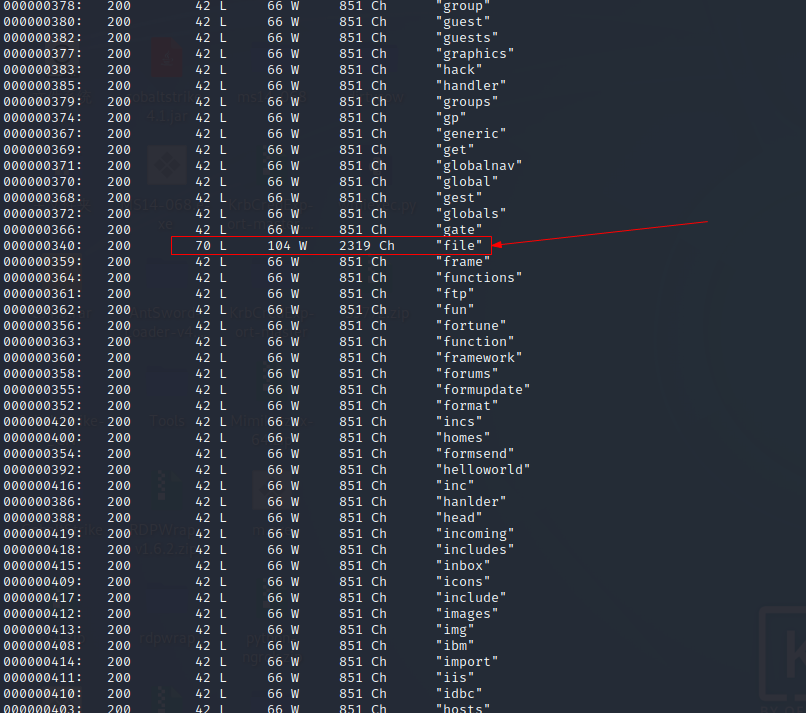 000000378: 200 42 L 66 W 851 Ch "group"
000000380: 200 42 L 66 W 851 Ch "guest"
000000382: 200 42 L 66 W 851 Ch "guests"
000000377: 200 42 L 66 W 851 Ch "graphics"
000000383: 200 42 L 66 W 851 Ch "hack"
000000385: 200 42 L 66 W 851 Ch "handler"
000000379: 200 42 L 66 W 851 Ch "groups"
000000374: 200 42 L 66 W 851 Ch "gp"
000000367: 200 42 L 66 W 851 Ch "generic"
000000369: 200 42 L 66 W 851 Ch "get"
000000371: 200 42 L 66 W 851 Ch "globalnav"
000000370: 200 42 L 66 W 851 Ch "global"
000000368: 200 42 L 66 W 851 Ch "gest"
000000372: 200 42 L 66 W 851 Ch "globals"
000000366: 200 42 L 66 W 851 Ch "gate"
000000340: 200 70 L 104 W 2319 Ch "file"
000000359: 200 42 L 66 W 851 Ch "frame"
000000364: 200 42 L 66 W 851 Ch "functions"
000000361: 200 42 L 66 W 851 Ch "ftp"
000000362: 200 42 L 66 W 851 Ch "fun"
000000356: 200 42 L 66 W 851 Ch "fortune"
000000363: 200 42 L 66 W 851 Ch "function"
000000360: 200 42 L 66 W 851 Ch "framework"
000000358: 200 42 L 66 W 851 Ch "forums"
000000355: 200 42 L 66 W 851 Ch "formupdate"
000000352: 200 42 L 66 W 851 Ch "format"
000000420: 200 42 L 66 W 851 Ch "incs"
000000400: 200 42 L 66 W 851 Ch "homes"
000000354: 200 42 L 66 W 851 Ch "formsend"
000000392: 200 42 L 66 W 851 Ch "helloworld"
000000416: 200 42 L 66 W 851 Ch "inc"
000000386: 200 42 L 66 W 851 Ch "hanlder"
000000388: 200 42 L 66 W 851 Ch "head"
000000419: 200 42 L 66 W 851 Ch "incoming"
000000418: 200 42 L 66 W 851 Ch "includes"
000000415: 200 42 L 66 W 851 Ch "inbox"
000000409: 200 42 L 66 W 851 Ch "icons"
000000417: 200 42 L 66 W 851 Ch "include"
000000412: 200 42 L 66 W 851 Ch "images"
000000413: 200 42 L 66 W 851 Ch "img"
000000408: 200 42 L 66 W 851 Ch "ibm"
000000414: 200 42 L 66 W 851 Ch "import"
000000411: 200 42 L 66 W 851 Ch "iis"
000000410: 200 42 L 66 W 851 Ch "idbc"
000000403: 200 42 L 66 W 851 Ch "hosts"